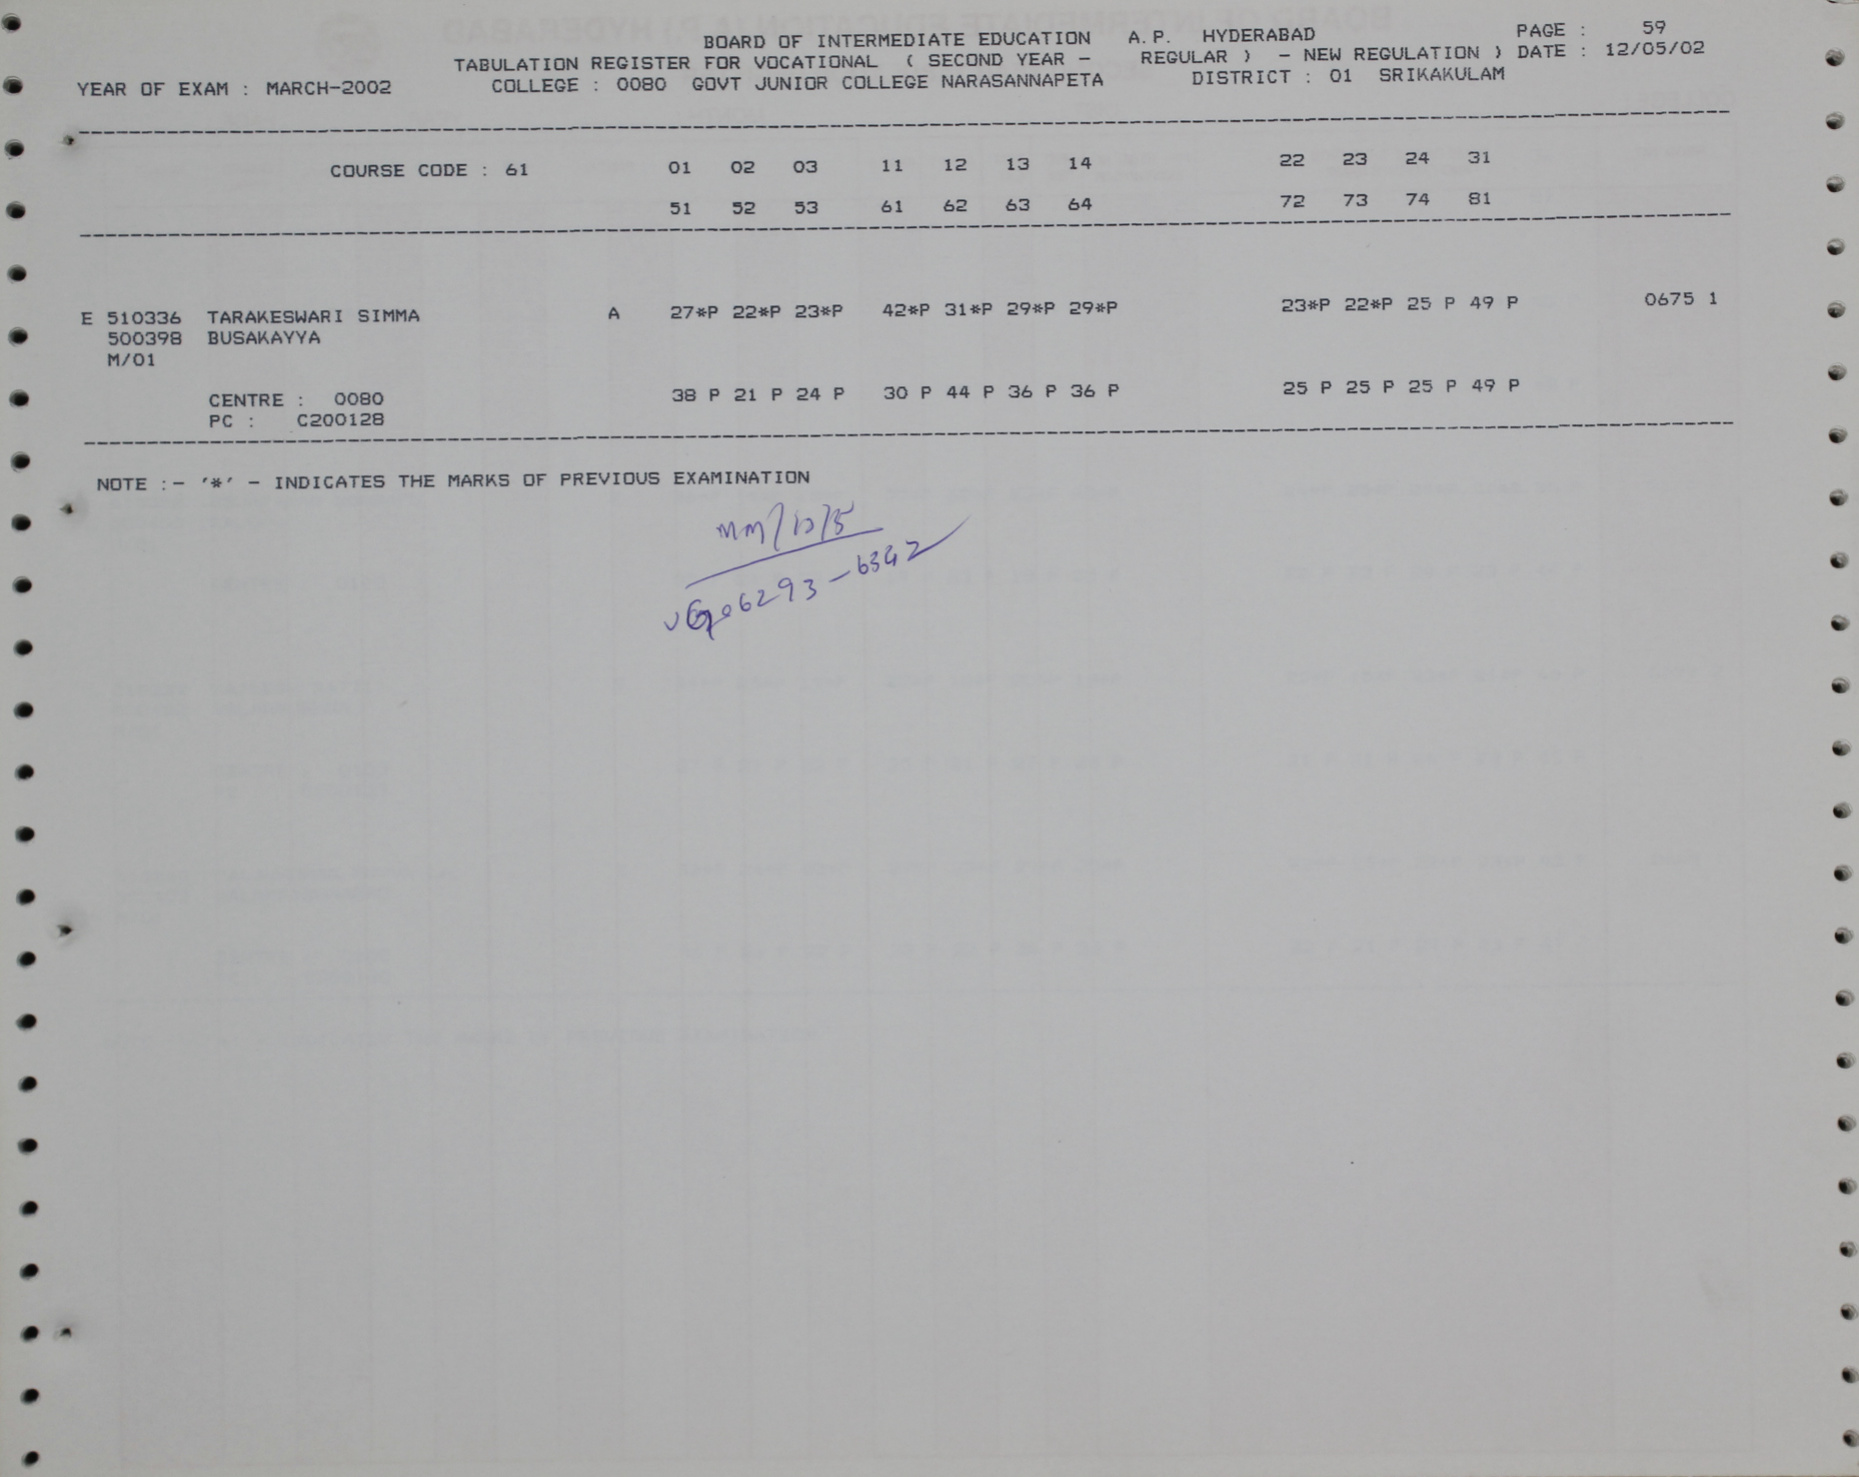 BOARD OF INTERMEDIATE EDUCATION A.P. HYDERABAD PAGE : 59
TABULATION REGISTER FOR VOCATIONAL ( SECOND YEAR - REGULAR ) - NEW REGULATION ) DATE : 12/05/02
YEAR OF EXAM : MARCH-2002 COLLEGE : 0080 GOVT JUNIOR COLLEGE NARASANNAPETA DISTRICT : 01 SRIKAKULAM
COURSE CODE : 61 01 02 03 11 12 13 14 22 23 24 31
51 52 53 61 62 63 64 72 73 74 81
E 510336 TARAKESWARI SIMMA A 27*P 22*P 23*P 42*P 31*P 29*P 29*P 23*P 22*P 25 P 49 P 0675 1
500398 BUSAKAYYA
M/01
CENTRE : 0080 38 P 21 P 24 P 30 P 44 P 36 P 36 P 25 P 25 P 25 P 49 P
PC : C200128
NOTE :- '*' - INDICATES THE MARKS OF PREVIOUS EXAMINATION
6293-6342